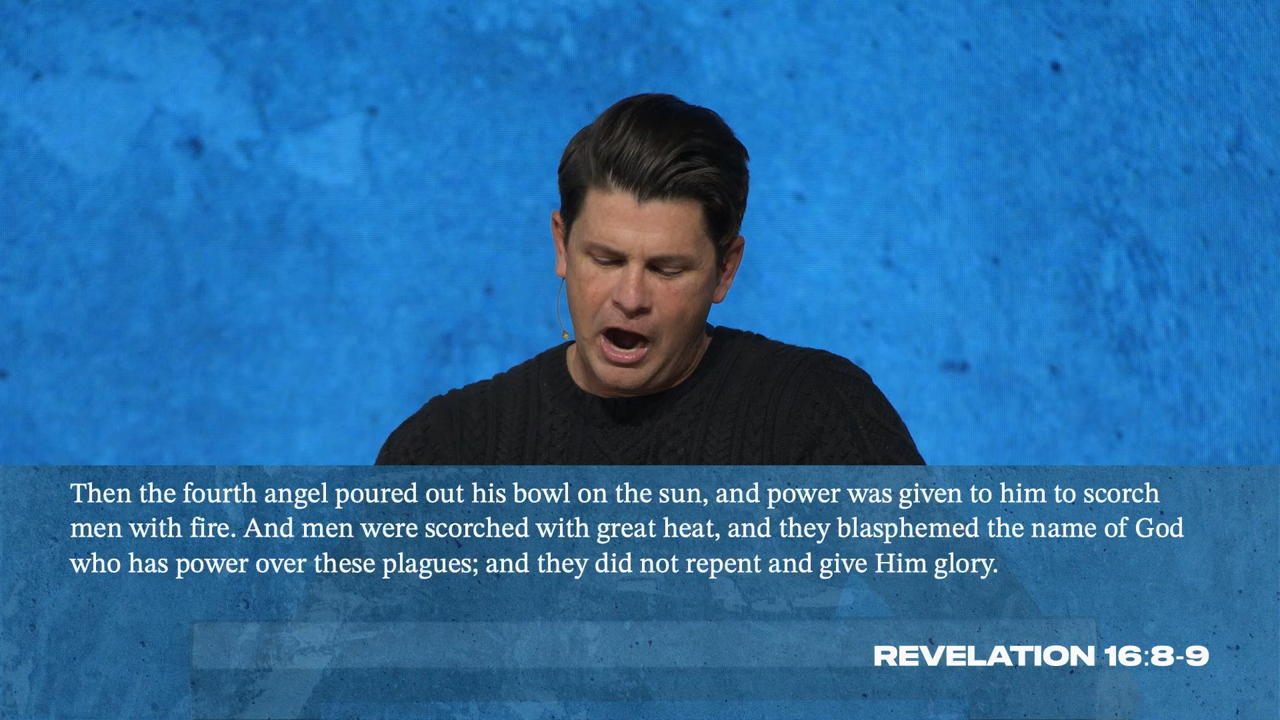 Then the fourth angel poured out his bowl on the sun, and power was given to him to scorch
men with fire. And men were scorched with great heat, and they blasphemed the name of God
who has power over these plagues; and they did not repent and give Him glory.
REVELATION 16:8-9